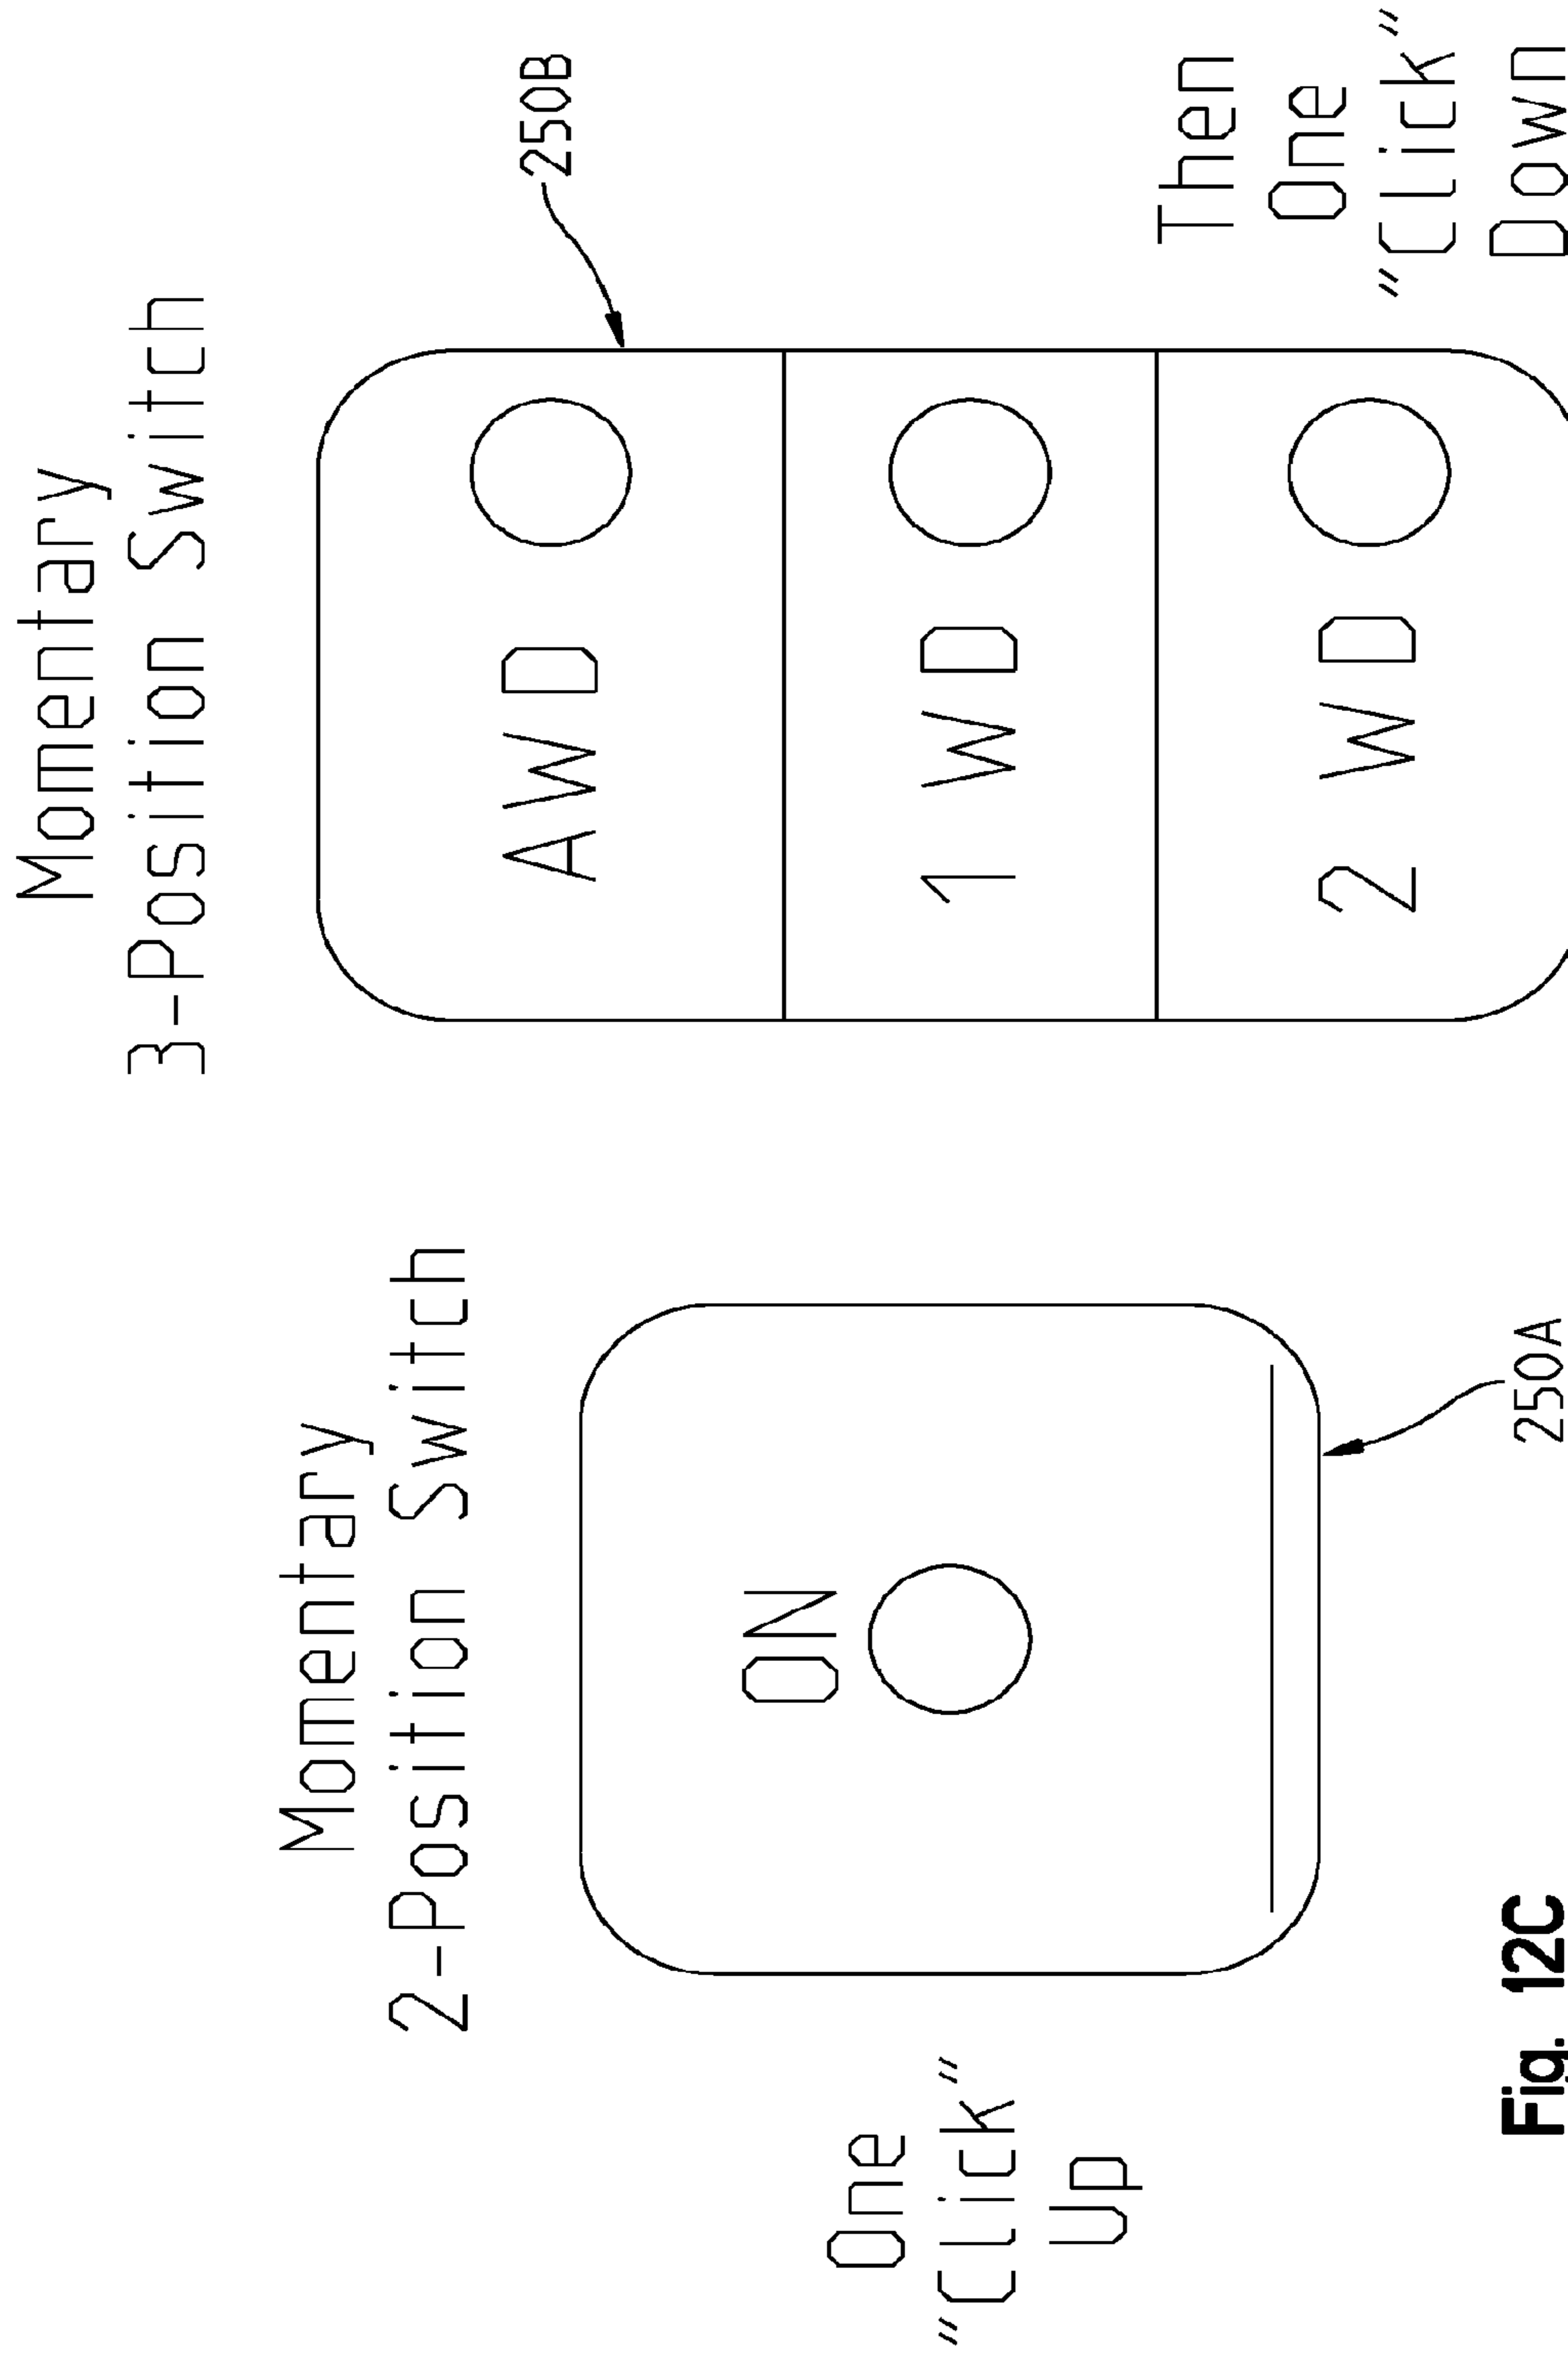 Momentary
2-Position Switch
ON
One
"Click"
Up
250A
Momentary
3-Position Switch
250B
AWD
1 WD
2 WD
Then
One
"Click"
Down
Fig. 12C